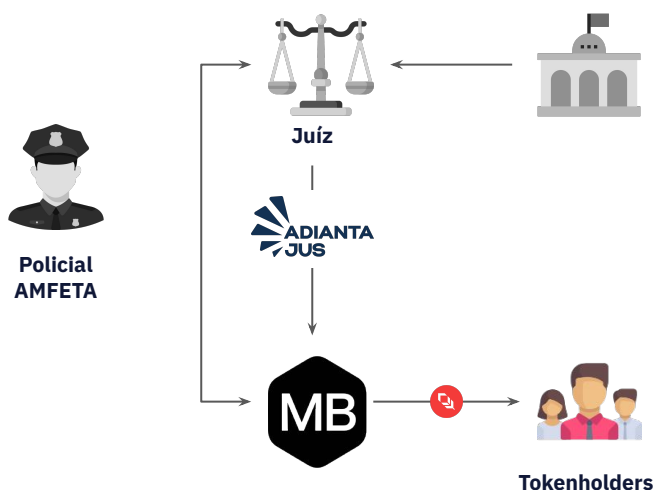 Juíz
Policial
AMFETA
ADIANTA
JUS
MB
Tokenholders